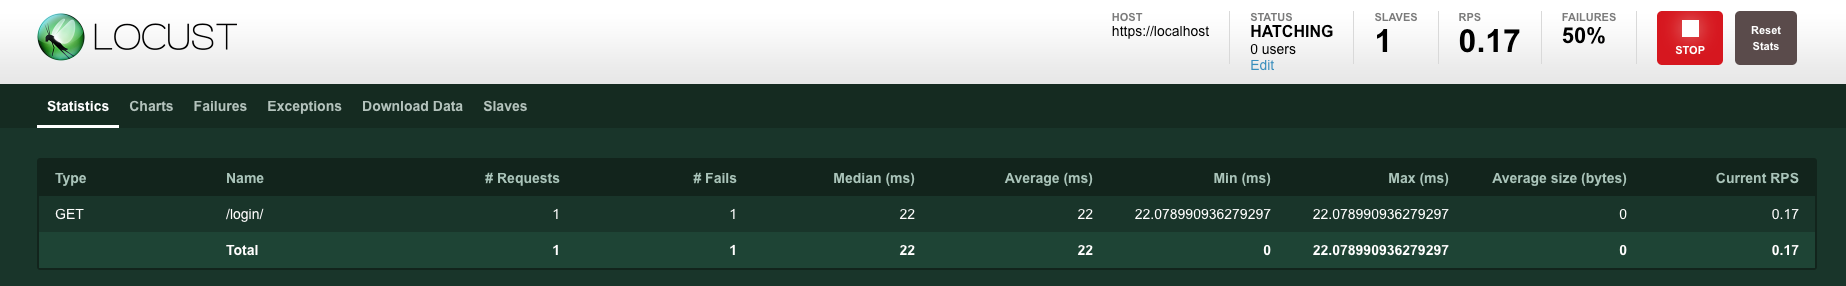 LOCUST
HOST
https://localhost
STATUS
HATCHING
0 users
Edit
SLAVES
1
RPS
0.17
FAILURES
50%
STOP
Reset
Stats
Statistics Charts Failures Exceptions Download Data Slaves
Type Name # Requests # Fails Median (ms) Average (ms) Min (ms) Max (ms) Average size (bytes) Current RPS
GET /login/ 1 1 22 22 22.078990936279297 22.078990936279297 0 0.17
Total 1 1 22 22 0 22.078990936279297 0 0.17